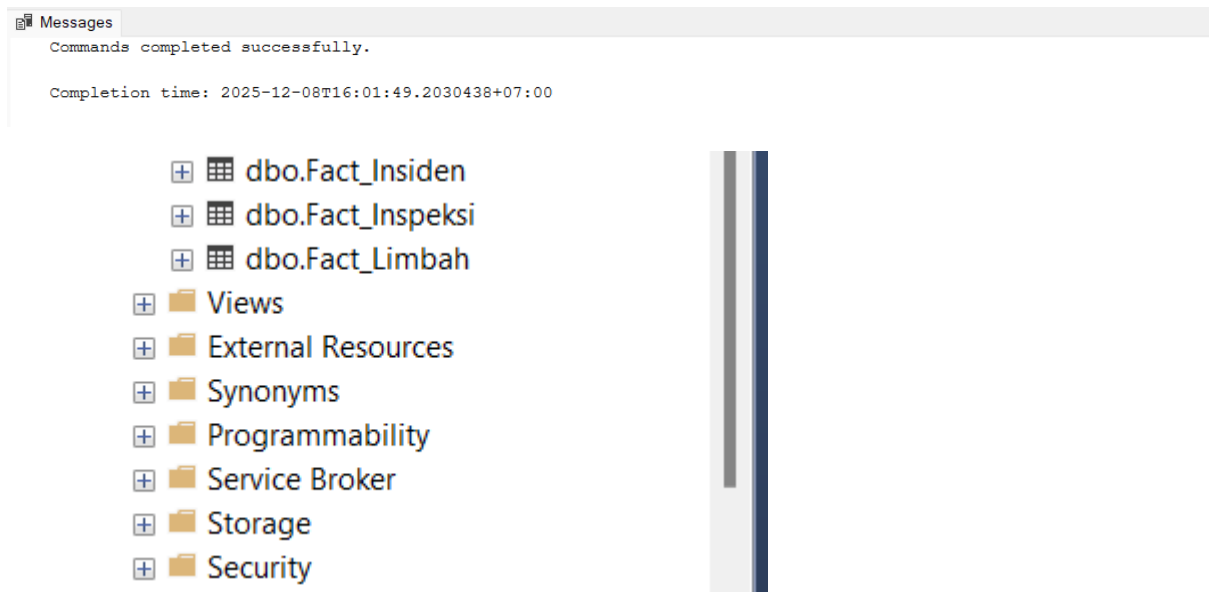 Messages
Commands completed successfully.
Completion time: 2025-12-08T16:01:49.2030438+07:00
dbo.Fact_Insiden
dbo.Fact_Inspeksi
dbo.Fact_Limbah
Views
External Resources
Synonyms
Programmability
Service Broker
Storage
Security